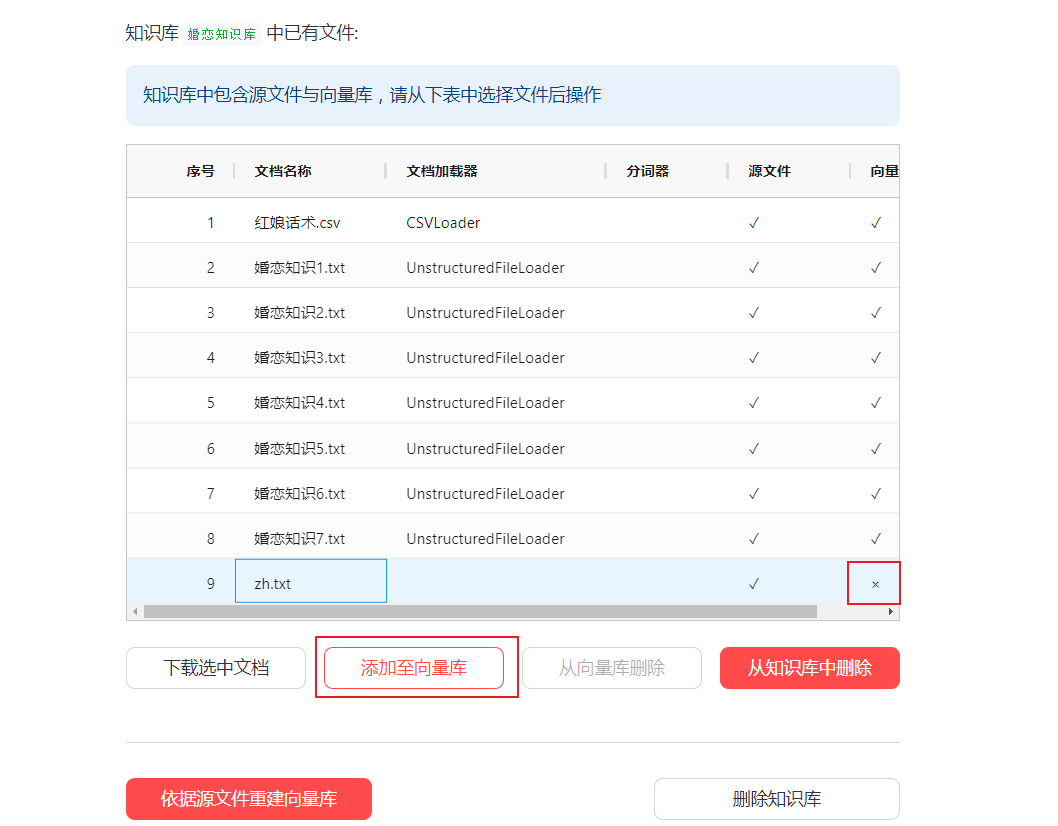 知识库 婚恋知识库 中已有文件:
知识库中包含源文件与向量库，请从下表中选择文件后操作
序号 文档名称 文档加载器 分词器 源文件 向量
1 红娘话术.csv CSVLoader ✓ ✓
2 婚恋知识1.txt UnstructuredFileLoader ✓ ✓
3 婚恋知识2.txt UnstructuredFileLoader ✓ ✓
4 婚恋知识3.txt UnstructuredFileLoader ✓ ✓
5 婚恋知识4.txt UnstructuredFileLoader ✓ ✓
6 婚恋知识5.txt UnstructuredFileLoader ✓ ✓
7 婚恋知识6.txt UnstructuredFileLoader ✓ ✓
8 婚恋知识7.txt UnstructuredFileLoader ✓ ✓
9 zh.txt ✓ ×
下载选中文档 添加至向量库 从向量库删除 从知识库中删除
依据源文件重建向量库 删除知识库